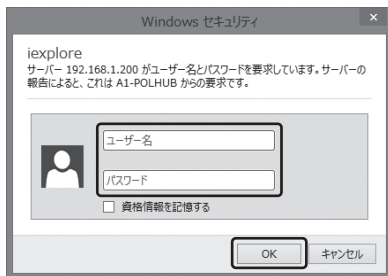 Windows セキュリティ
×
iexplore
サーバー 192.168.1.200 がユーザー名とパスワードを要求しています。サーバーの
報告によると、これは A1-POLHUB からの要求です。
ユーザー名
パスワード
資格情報を記憶する
OK
キャンセル